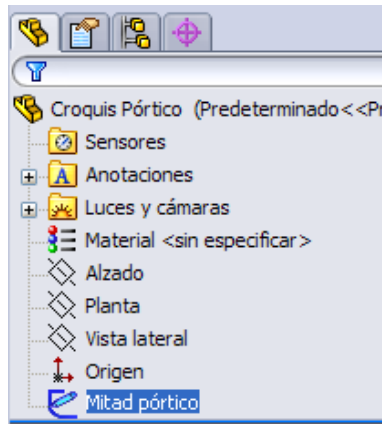 Croquis Pórtico (Predeterminado<<Pr
Sensores
A Anotaciones
Luces y cámaras
Material <sin especificar>
Alzado
Planta
Vista lateral
Origen
Mitad pórtico